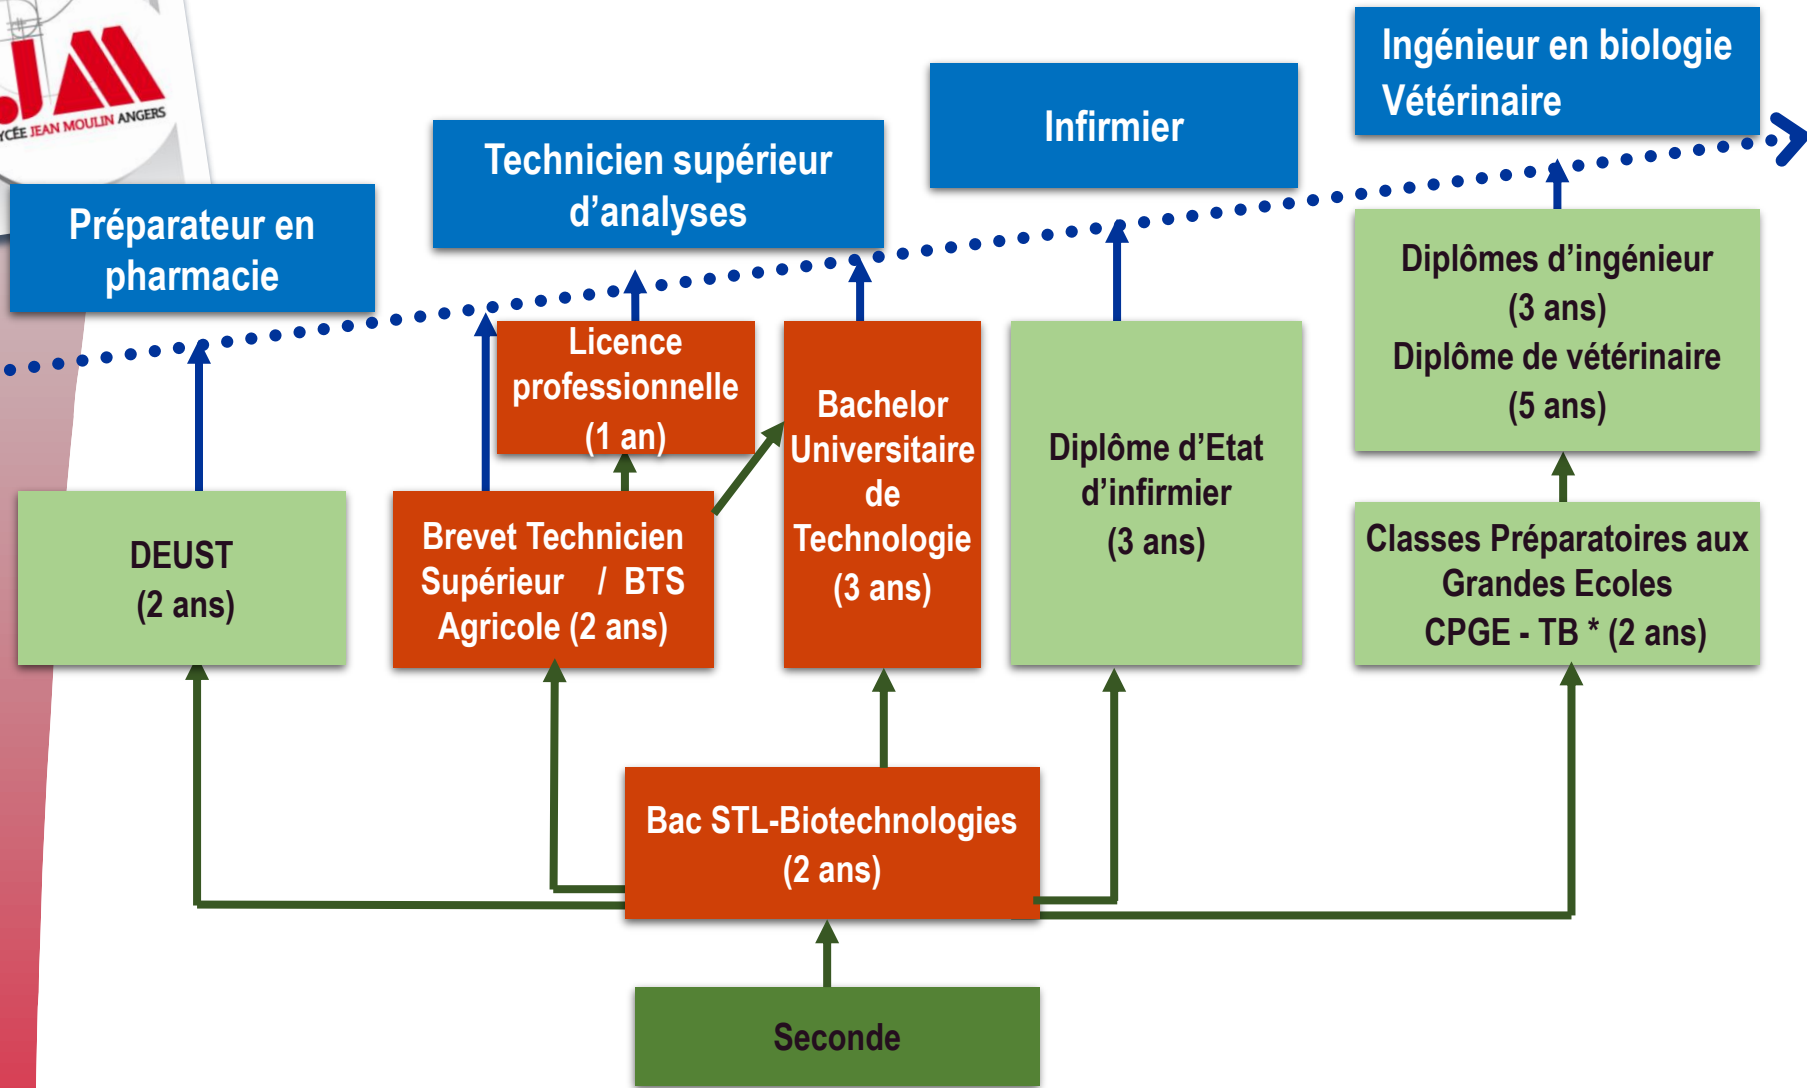 JM
LYCÉE JEAN MOULIN ANGERS
Ingénieur en biologie
Vétérinaire
Infirmier
Technicien supérieur
d’analyses
Préparateur en
pharmacie
Licence
professionnelle
(1 an)
Bachelor
Universitaire
de
Technologie
(3 ans)
Diplôme d’Etat
d’infirmier
(3 ans)
Diplômes d’ingénieur
(3 ans)
Diplôme de vétérinaire
(5 ans)
DEUST
(2 ans)
Brevet Technicien
Supérieur / BTS
Agricole (2 ans)
Classes Préparatoires aux
Grandes Ecoles
CPGE - TB * (2 ans)
Bac STL-Biotechnologies
(2 ans)
Seconde